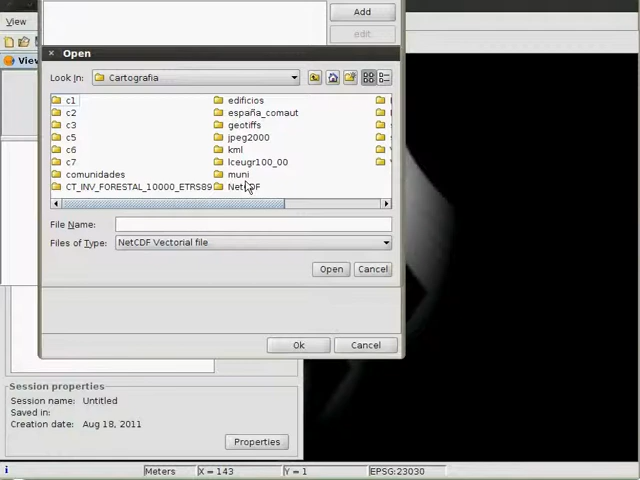 View
Add
edit
Open
View
Look In: Cartografia
c1
c2
c3
c5
c6
c7
comunidades
CT_INV_FORESTAL_10000_ETRS89
edificios
españa_comaut
geotiffs
jpeg2000
kml
lceugr100_00
muni
NetCDF
File Name:
Files of Type: NetCDF Vectorial file
Open Cancel
Ok Cancel
Session properties
Session name: Untitled
Saved in:
Creation date: Aug 18, 2011
Properties
Meters X = 143 Y = 1 EPSG:23030